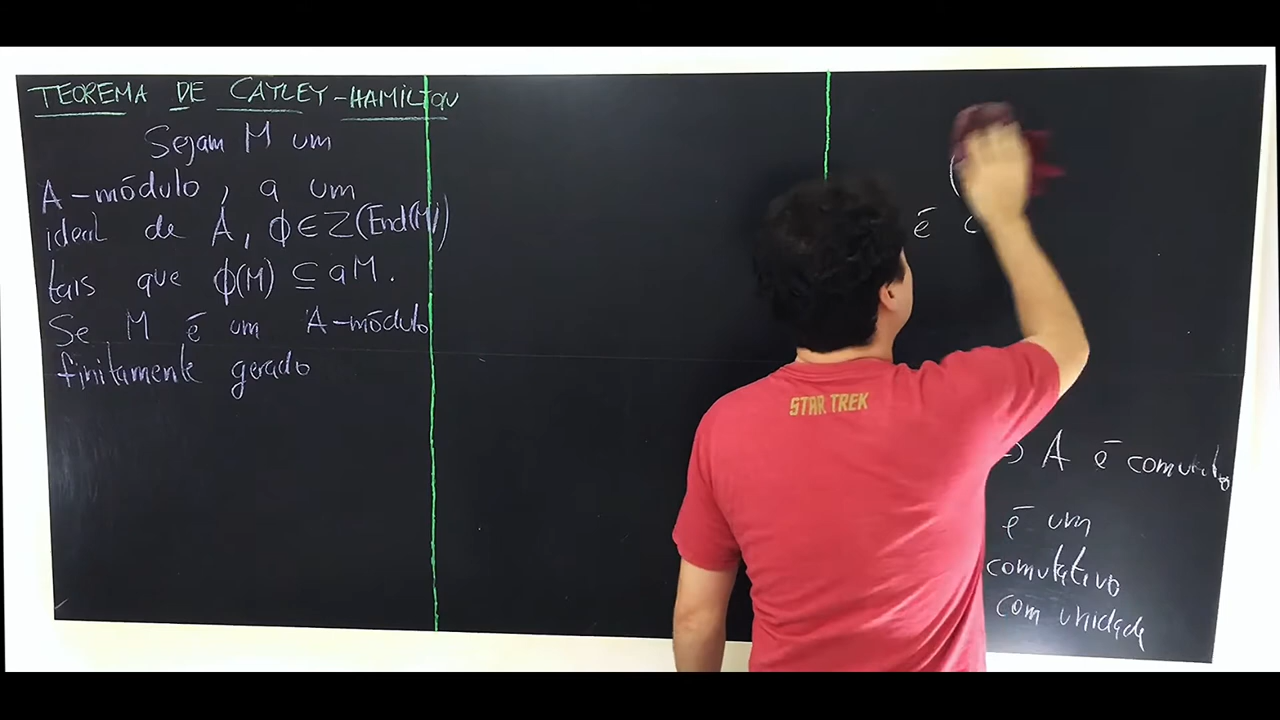 TEOREMA DE CAYLEY-HAMILTON
Sejam M um
A-módulo, a um
ideal de A, ϕ∈Z(End(M))
tais que ϕ(M) ⊆ aM.
Se M é um A-módulo
finitamente gerado
é
A é comutativo
é um
comutativo
com unidade
STAR TREK